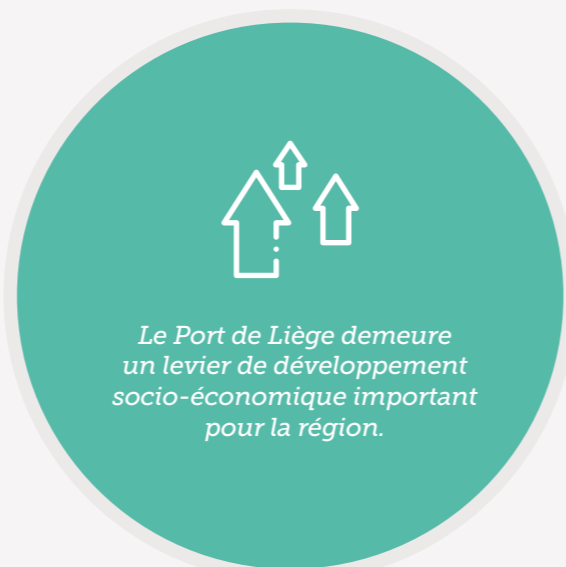 Le Port de Liège demeure
un levier de développement
socio-économique important
pour la région.